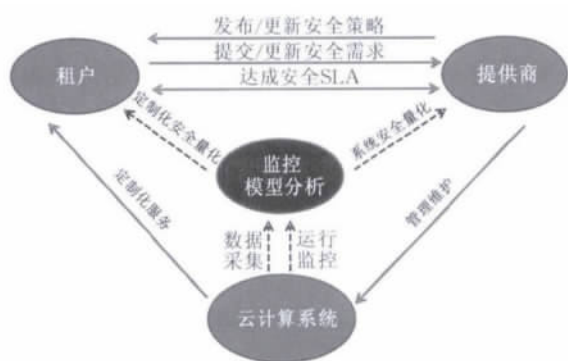 发布/更新安全策略
提交/更新安全需求
达成安全SLA
租户
提供商
定制化安全量化
系统安全量化
监控
模型分析
定制化服务
管理维护
数据
采集
运行
监控
云计算系统